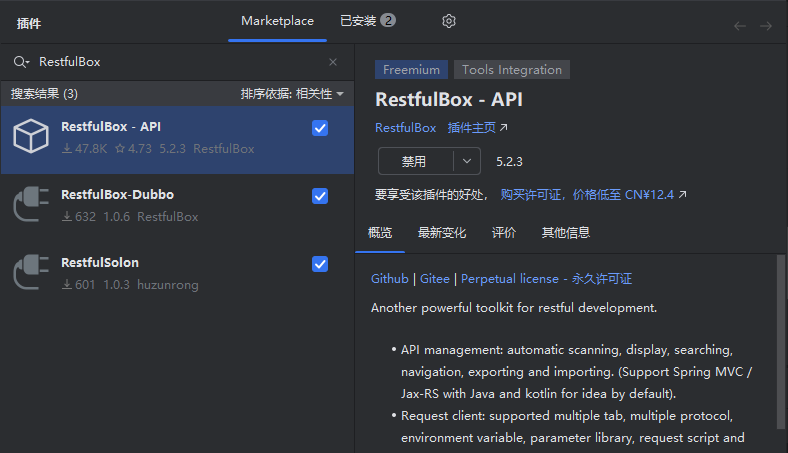 插件
Marketplace
已安装 2
RestfulBox
搜索结果 (3)
排序依据: 相关性
RestfulBox - API
47.8K 4.73 5.2.3 RestfulBox
RestfulBox-Dubbo
632 1.0.6 RestfulBox
RestfulSolon
601 1.0.3 huzunrong
Freemium
Tools Integration
RestfulBox - API
RestfulBox 插件主页
禁用
5.2.3
要享受该插件的好处， 购买许可证，价格低至 CN¥12.4
概览
最新变化
评价
其他信息
Github | Gitee | Perpetual license - 永久许可证
Another powerful toolkit for restful development.
• API management: automatic scanning, display, searching,
navigation, exporting and importing. (Support Spring MVC /
Jax-RS with Java and kotlin for idea by default).
• Request client: supported multiple tab, multiple protocol,
environment variable, parameter library, request script and